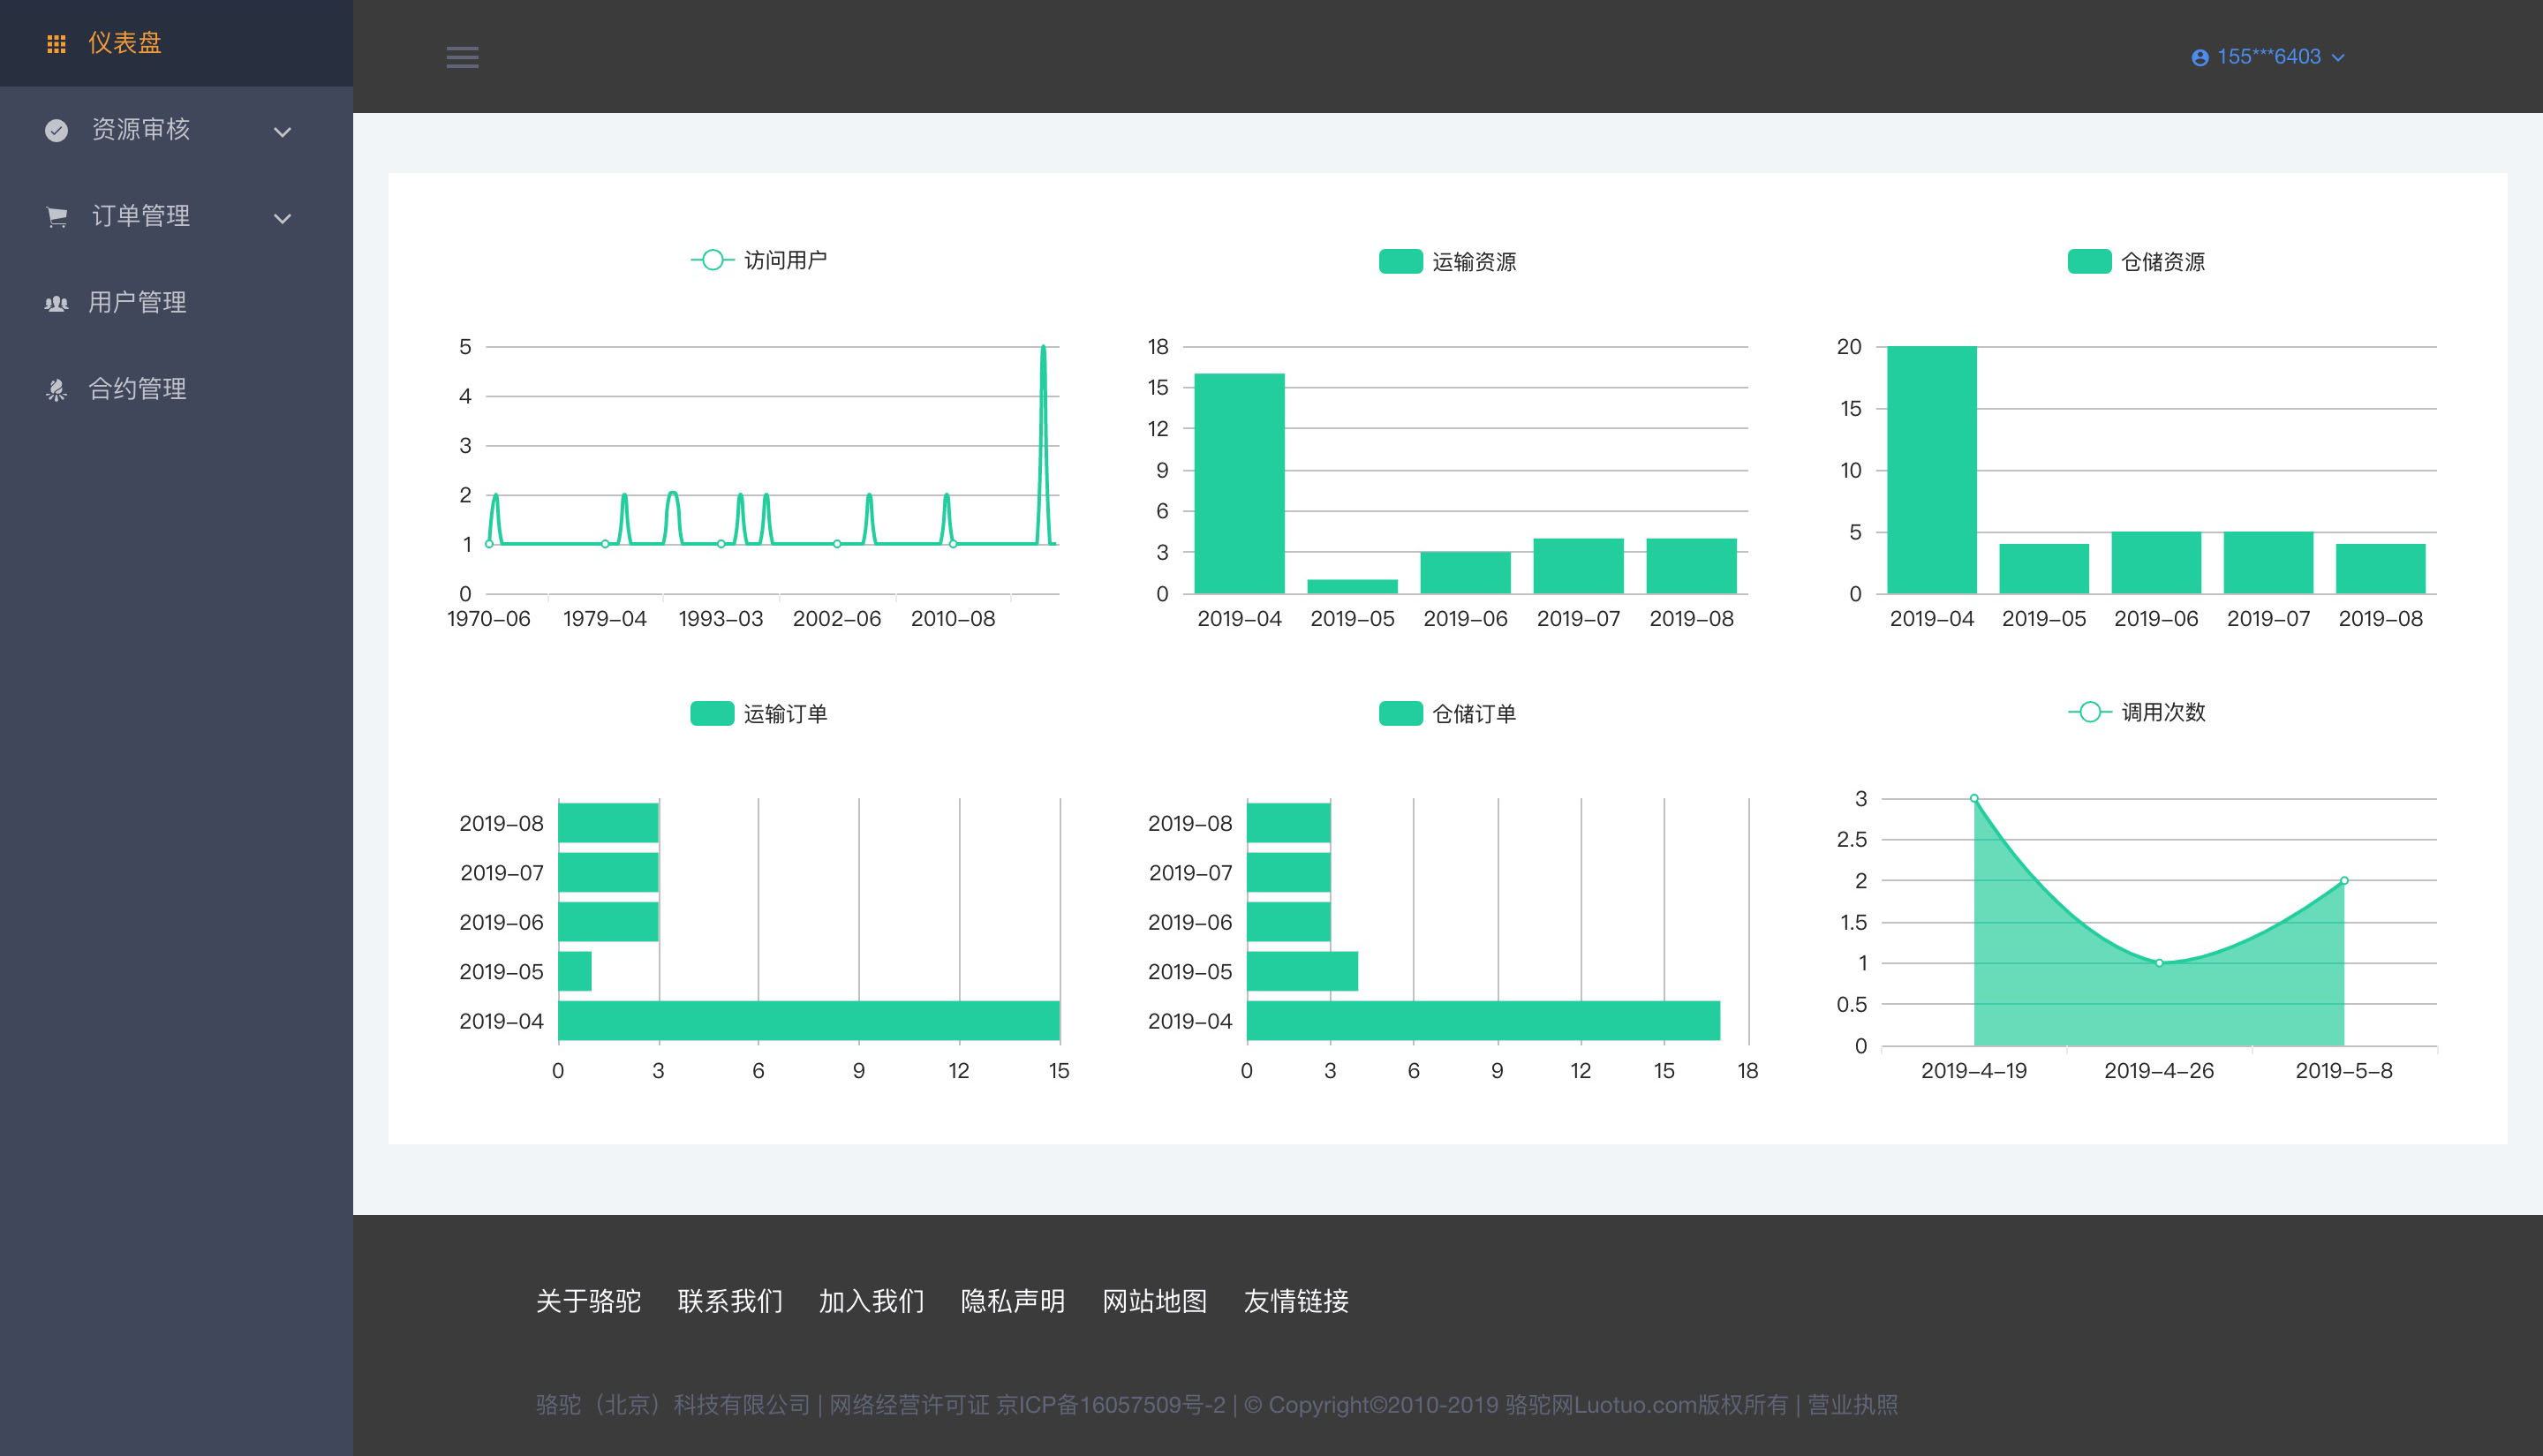 仪表盘
资源审核
订单管理
用户管理
合约管理
155***6403
访问用户
5
4
3
2
1
0
1970-06 1979-04 1993-03 2002-06 2010-08
运输资源
18
15
12
9
6
3
0
2019-04 2019-05 2019-06 2019-07 2019-08
仓储资源
20
15
10
5
0
2019-04 2019-05 2019-06 2019-07 2019-08
运输订单
2019-08
2019-07
2019-06
2019-05
2019-04
0 3 6 9 12 15
仓储订单
2019-08
2019-07
2019-06
2019-05
2019-04
0 3 6 9 12 15 18
调用次数
3
2.5
2
1.5
1
0.5
0
2019-4-19 2019-4-26 2019-5-8
关于骆驼 联系我们 加入我们 隐私声明 网站地图 友情链接
骆驼（北京）科技有限公司 | 网络经营许可证 京ICP备16057509号-2 | © Copyright©2010-2019 骆驼网Luotuo.com版权所有 | 营业执照